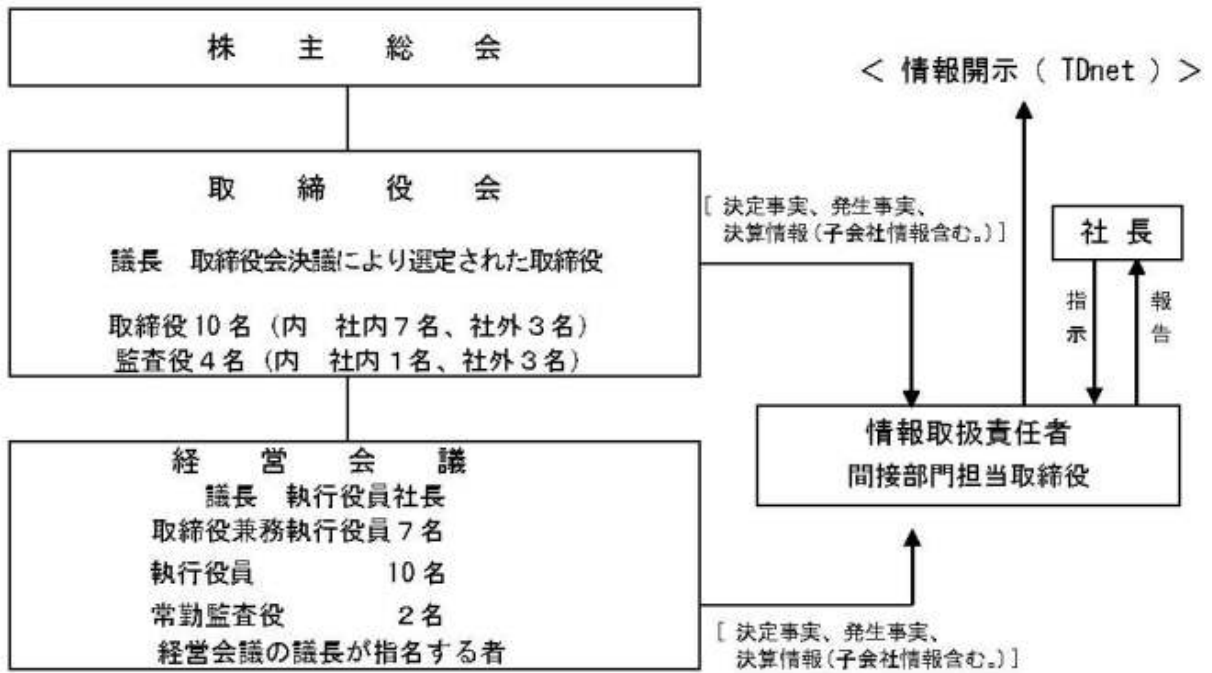 株 主 総 会
取 締 役 会
議長 取締役会決議により選定された取締役
取締役10名(内 社内7名、社外3名)
監査役4名(内 社内1名、社外3名)
経 営 会 議
議長 執行役員社長
取締役兼務執行役員7名
執行役員 10名
常勤監査役 2名
経営会議の議長が指名する者
< 情報開示( TDnet )>
[ 決定事実、発生事実、
決算情報(子会社情報含む。)]
社 長
指示
報告
情報取扱責任者
間接部門担当取締役
[ 決定事実、発生事実、
決算情報(子会社情報含む。)]